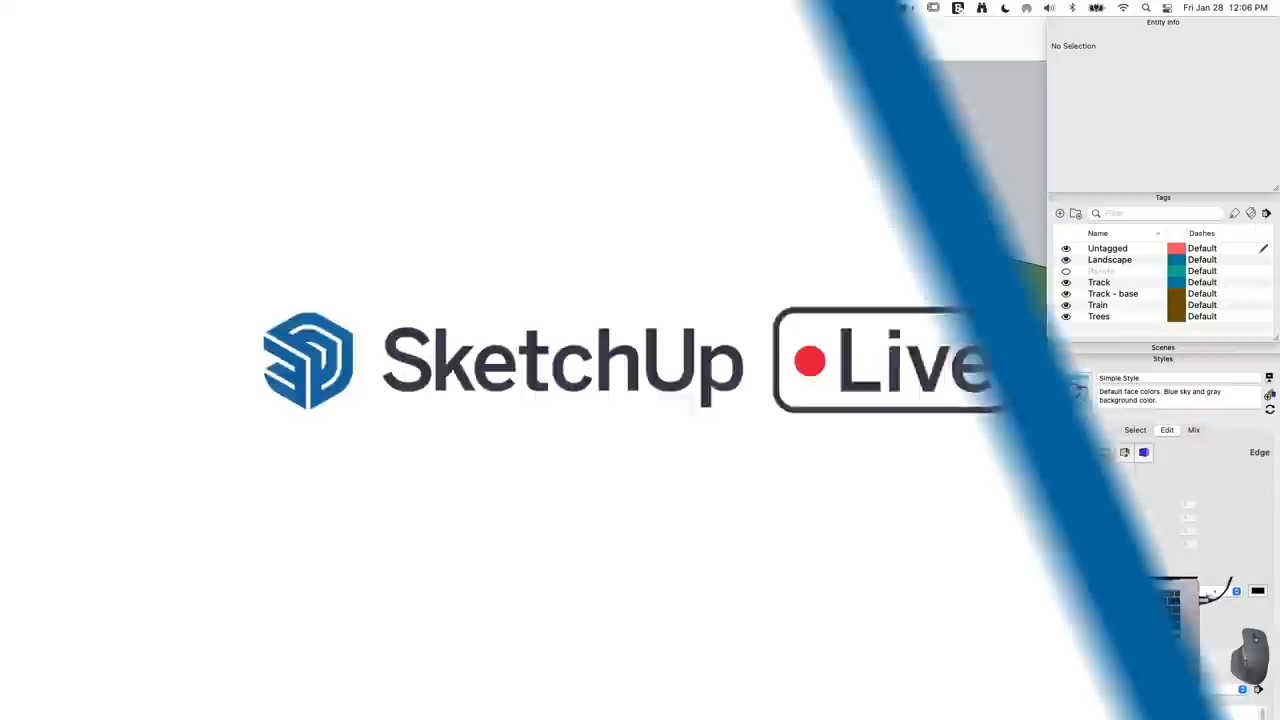 Fri Jan 28 12:06 PM
Entity Info
No Selection
Tags
Filter
Name Dashes
Untagged Default
Landscape Default
Default
Track Default
Track - base Default
Train Default
Trees Default
SketchUp Live
Scenes
Styles
Simple Style
Default face colors. Blue sky and gray
background color.
Select Edit Mix
Edge